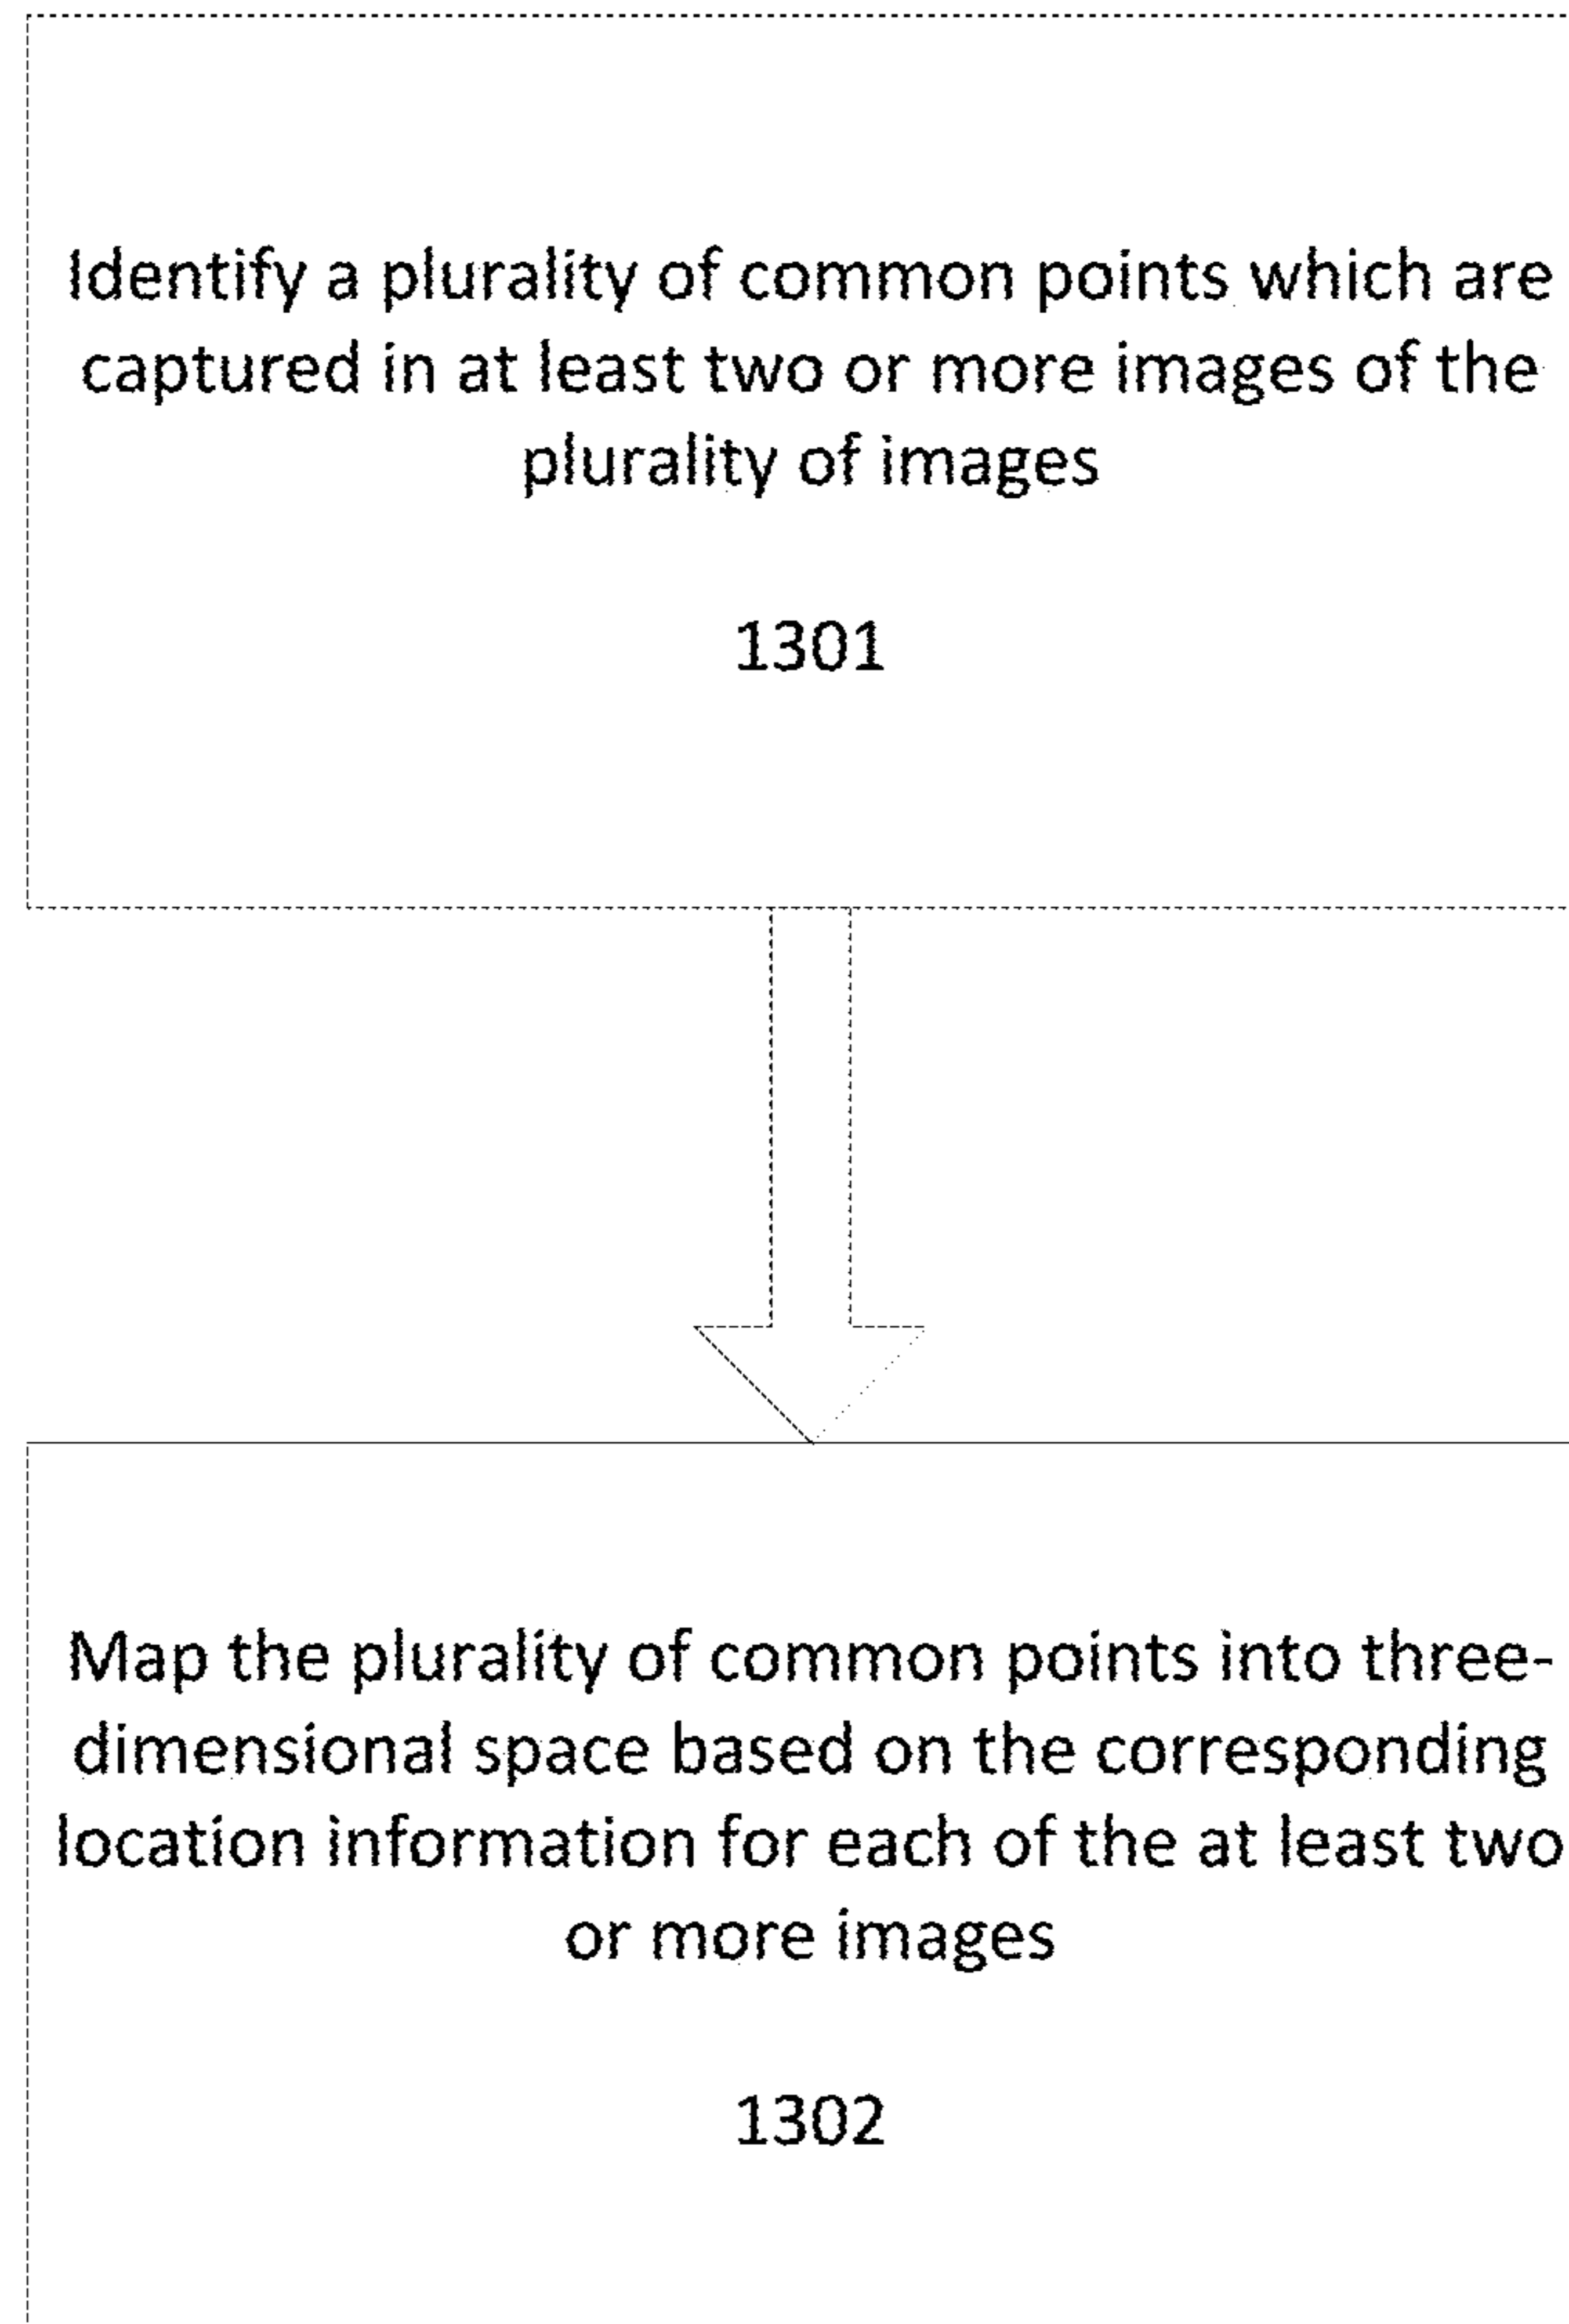 Identify a plurality of common points which are
captured in at least two or more images of the
plurality of images
1301
Map the plurality of common points into three-
dimensional space based on the corresponding
location information for each of the at least two
or more images
1302